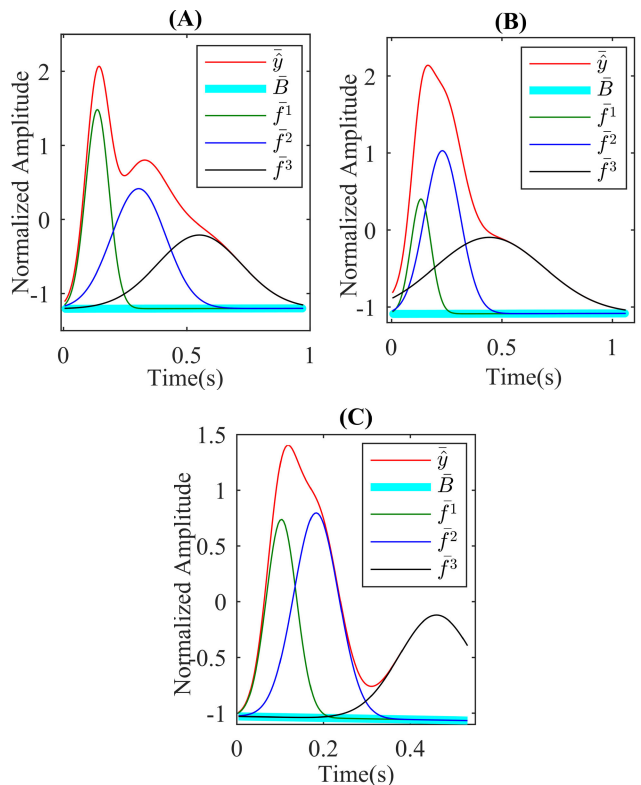 (A)
Normalized Amplitude
2
1
0
-1
0
0.5
1
Time(s)
ŷ̄
B̄
f̄¹
f̄²
f̄³
(B)
Normalized Amplitude
2
1
0
-1
0
0.5
1
Time(s)
ŷ̄
B̄
f̄¹
f̄²
f̄³
(C)
Normalized Amplitude
1.5
1
0.5
0
-0.5
-1
0
0.2
0.4
Time(s)
ŷ̄
B̄
f̄¹
f̄²
f̄³